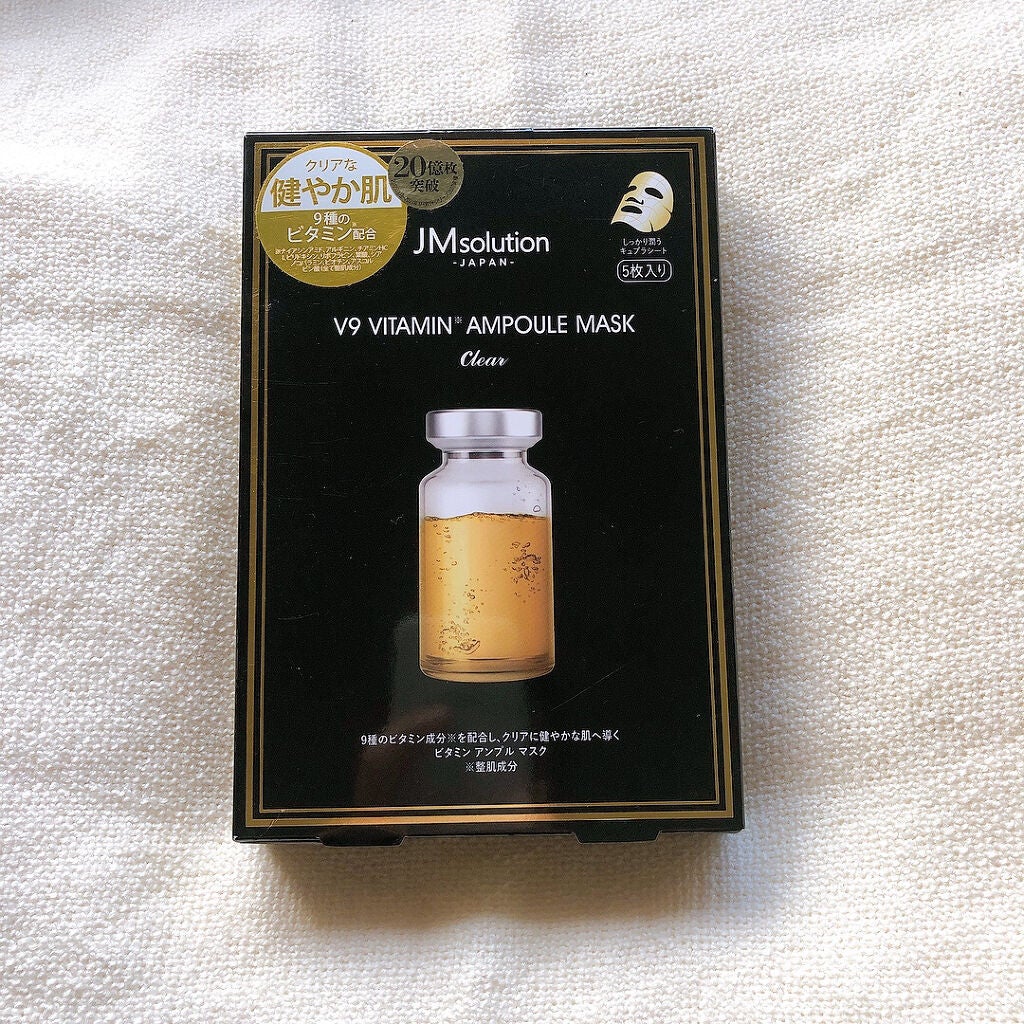 クリアな
健やか肌
9種の
ビタミン※配合
20億枚
突破
JMsolution
-JAPAN-
しっかり潤う
キュプラシート
5枚入り
V9 VITAMIN※ AMPOULE MASK
Clear
9種のビタミン成分※を配合し、クリアに健やかな肌へ導く
ビタミン アンプル マスク
※整肌成分